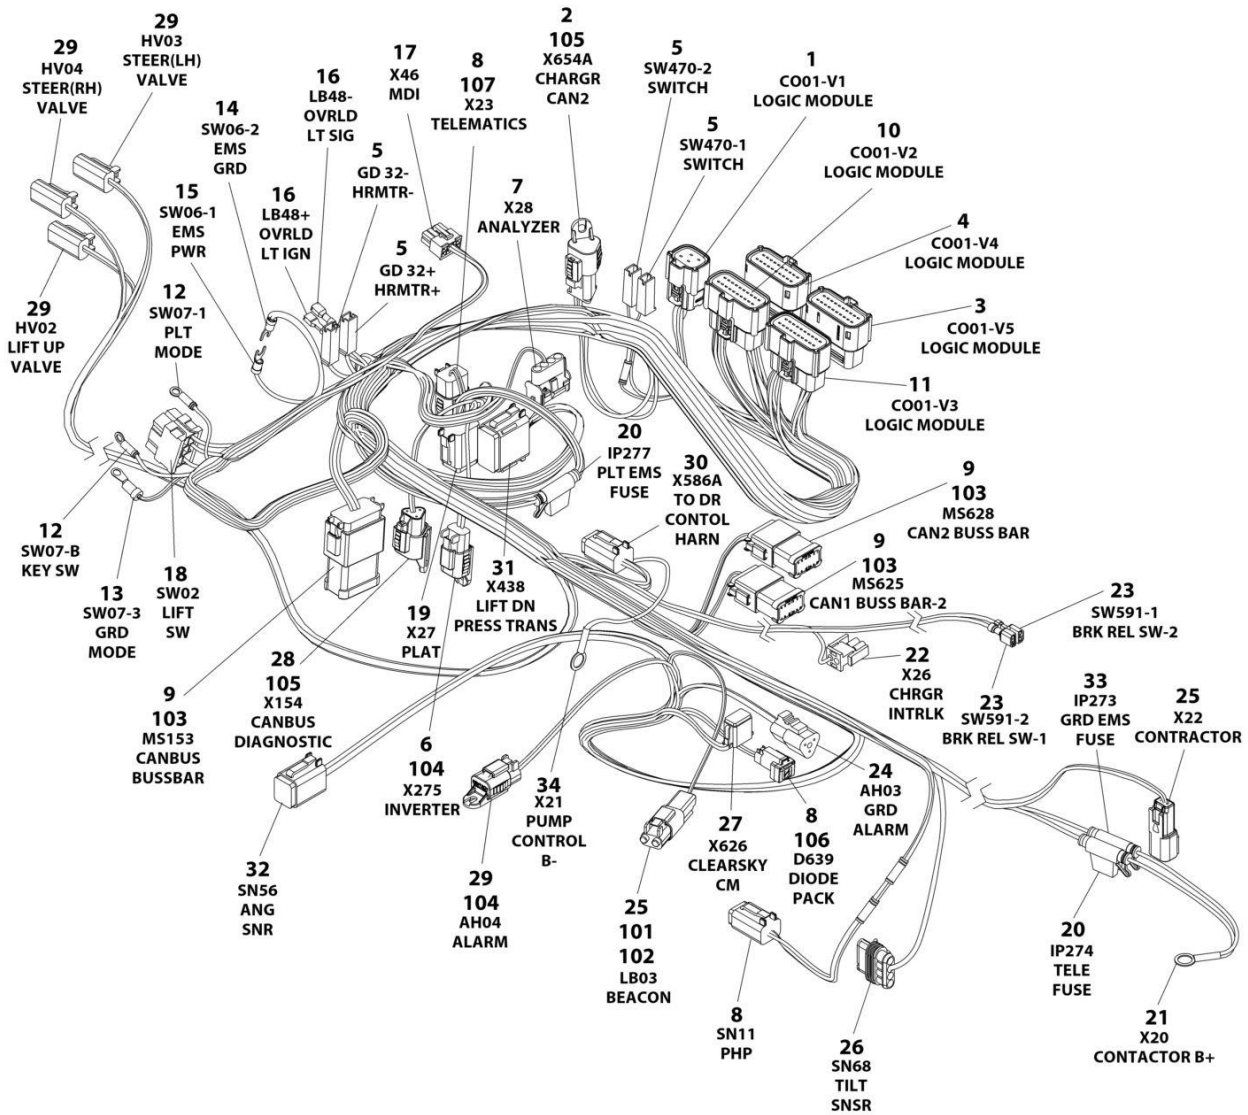 29
HV04
STEER(RH)
VALVE
29
HV03
STEER(LH)
VALVE
14
SW06-2
EMS
GRD
16
LB48-
OVRLD
LT SIG
17
X46
MDI
8
107
X23
TELEMATICS
2
105
X654A
CHARGR
CAN2
5
SW470-2
SWITCH
1
CO01-V1
LOGIC MODULE
5
SW470-1
SWITCH
10
CO01-V2
LOGIC MODULE
15
SW06-1
EMS
PWR
16
LB48+
OVRLD
LT IGN
5
GD 32-
HRMTR-
5
GD 32+
HRMTR+
7
X28
ANALYZER
4
CO01-V4
LOGIC MODULE
3
CO01-V5
LOGIC MODULE
11
CO01-V3
LOGIC MODULE
29
HV02
LIFT UP
VALVE
12
SW07-1
PLT
MODE
20
IP277
PLT EMS
FUSE
30
X586A
TO DR
CONTOL
HARN
9
103
MS628
CAN2 BUSS BAR
9
103
MS625
CAN1 BUSS BAR-2
12
SW07-B
KEY SW
13
SW07-3
GRD
MODE
18
SW02
LIFT
SW
19
X27
PLAT
31
X438
LIFT DN
PRESS TRANS
23
SW591-1
BRK REL SW-2
22
X26
CHRGR
INTRLK
23
SW591-2
BRK REL SW-1
33
IP273
GRD EMS
FUSE
25
X22
CONTRACTOR
9
103
MS153
CANBUS
BUSSBAR
28
105
X154
CANBUS
DIAGNOSTIC
6
104
X275
INVERTER
34
X21
PUMP
CONTROL
B-
24
AH03
GRD
ALARM
8
106
D639
DIODE
PACK
27
X626
CLEARSKY
CM
32
SN56
ANG
SNR
29
104
AH04
ALARM
25
101
102
LB03
BEACON
8
SN11
PHP
26
SN68
TILT
SNSR
20
IP274
TELE
FUSE
21
X20
CONTACTOR B+